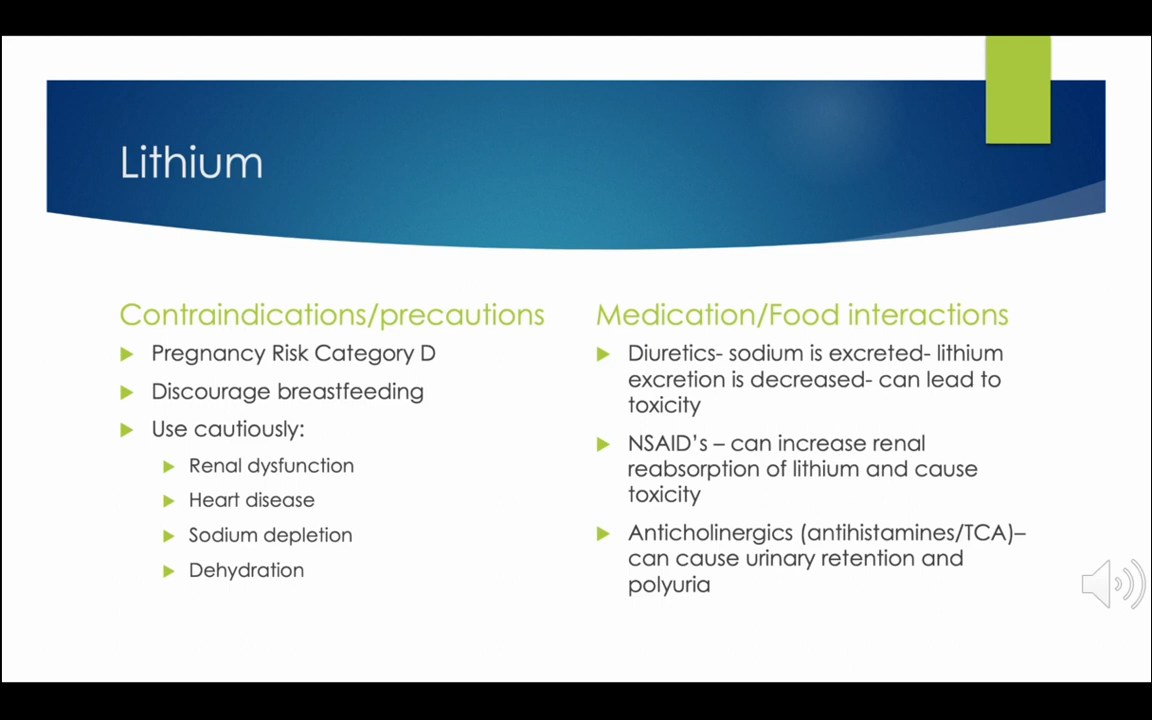 Lithium
Contraindications/precautions
Pregnancy Risk Category D
Discourage breastfeeding
Use cautiously:
Renal dysfunction
Heart disease
Sodium depletion
Dehydration
Medication/Food interactions
Diuretics- sodium is excreted- lithium
excretion is decreased- can lead to
toxicity
NSAID's – can increase renal
reabsorption of lithium and cause
toxicity
Anticholinergics (antihistamines/TCA)–
can cause urinary retention and
polyuria